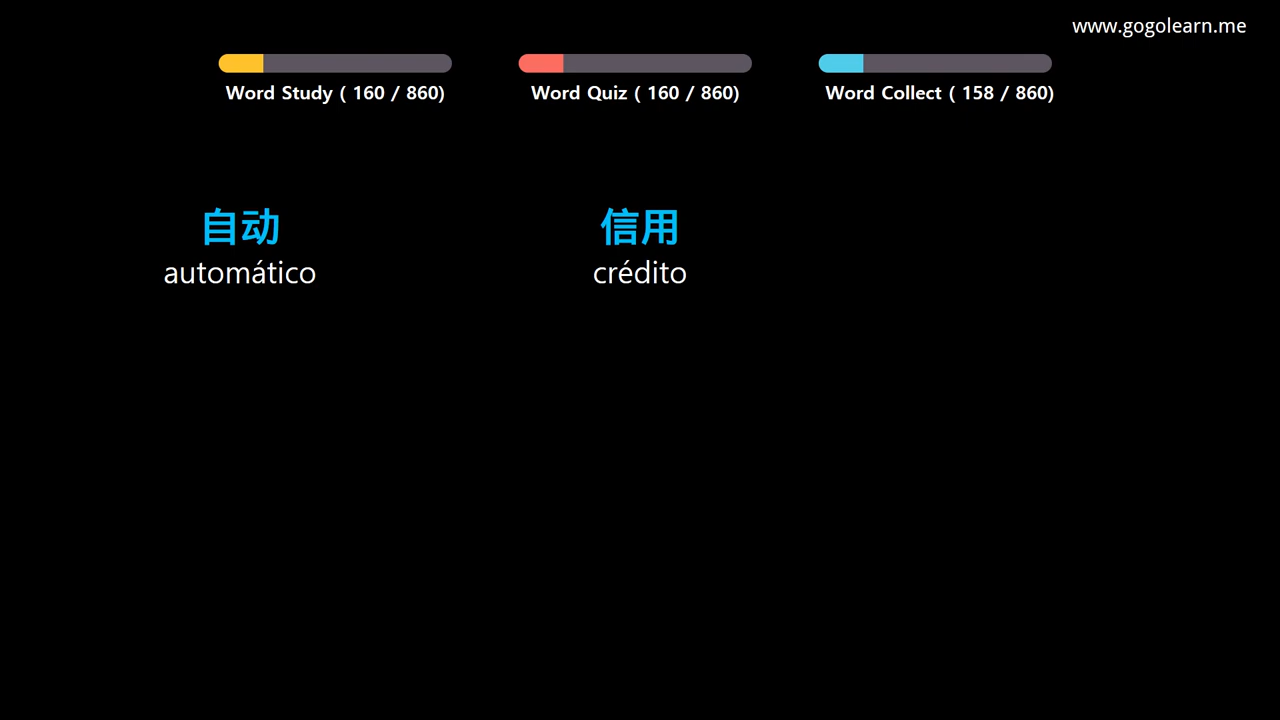 www.gogolearn.me
Word Study ( 160 / 860)
Word Quiz ( 160 / 860)
Word Collect ( 158 / 860)
自动
automático
信用
crédito